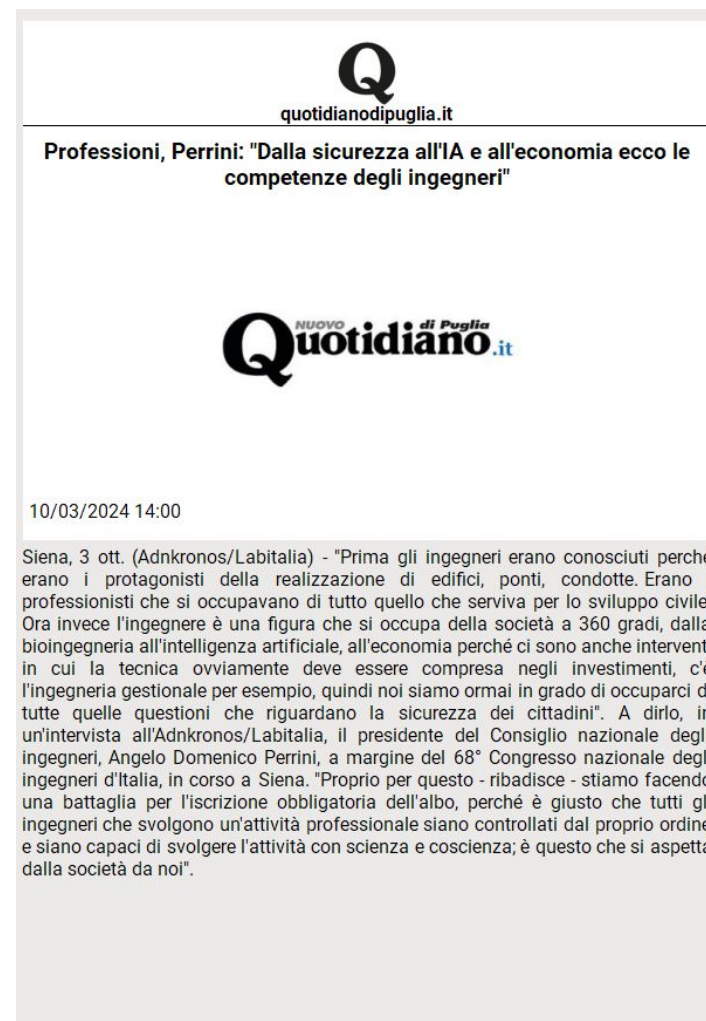 Q
quotidianodipuglia.it
Professioni, Perrini: "Dalla sicurezza all'IA e all'economia ecco le
competenze degli ingegneri"
NUOVO Quotidiano di Puglia .it
10/03/2024 14:00
Siena, 3 ott. (Adnkronos/Labitalia) - "Prima gli ingegneri erano conosciuti perché
erano i protagonisti della realizzazione di edifici, ponti, condotte. Erano
professionisti che si occupavano di tutto quello che serviva per lo sviluppo civile
Ora invece l'ingegnere è una figura che si occupa della società a 360 gradi, dalla
bioingegneria all'intelligenza artificiale, all'economia perché ci sono anche intervent
in cui la tecnica ovviamente deve essere compresa negli investimenti, c'è
l'ingegneria gestionale per esempio, quindi noi siamo ormai in grado di occuparci d
tutte quelle questioni che riguardano la sicurezza dei cittadini". A dirlo, in
un'intervista all'Adnkronos/Labitalia, il presidente del Consiglio nazionale degl
ingegneri, Angelo Domenico Perrini, a margine del 68° Congresso nazionale degl
ingegneri d'Italia, in corso a Siena. "Proprio per questo - ribadisce - stiamo facendo
una battaglia per l'iscrizione obbligatoria dell'albo, perché è giusto che tutti gl
ingegneri che svolgono un'attività professionale siano controllati dal proprio ordine
e siano capaci di svolgere l'attività con scienza e coscienza; è questo che si aspetta
dalla società da noi".